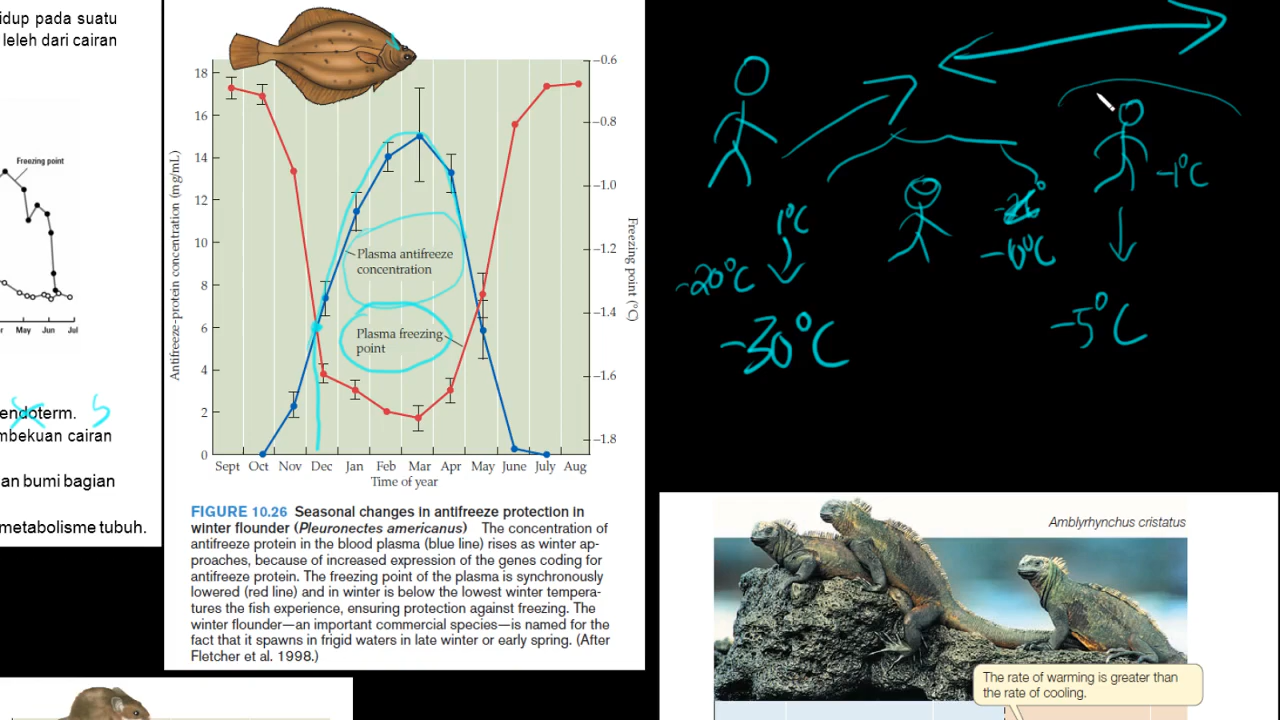 idup pada suatu
leleh dari cairan
Freezing point
May Jun Jul
endoterm. S
mbekuan cairan
an bumi bagian
metabolisme tubuh.
18
16
14
12
10
8
6
4
2
0
Antifreeze-protein concentration (mg/mL)
-0.6
-0.8
-1.0
-1.2
-1.4
-1.6
-1.8
Freezing point (°C)
Plasma antifreeze
concentration
Plasma freezing
point
Sept Oct Nov Dec Jan Feb Mar Apr May June July Aug
Time of year
FIGURE 10.26 Seasonal changes in antifreeze protection in
winter flounder (Pleuronectes americanus) The concentration of
antifreeze protein in the blood plasma (blue line) rises as winter ap-
proaches, because of increased expression of the genes coding for
antifreeze protein. The freezing point of the plasma is synchronously
lowered (red line) and in winter is below the lowest winter tempera-
tures the fish experience, ensuring protection against freezing. The
winter flounder—an important commercial species—is named for the
fact that it spawns in frigid waters in late winter or early spring. (After
Fletcher et al. 1998.)
1°C
-20°C
-30°C
-1°C
-5°C
Amblyrhynchus cristatus
The rate of warming is greater than
the rate of cooling.